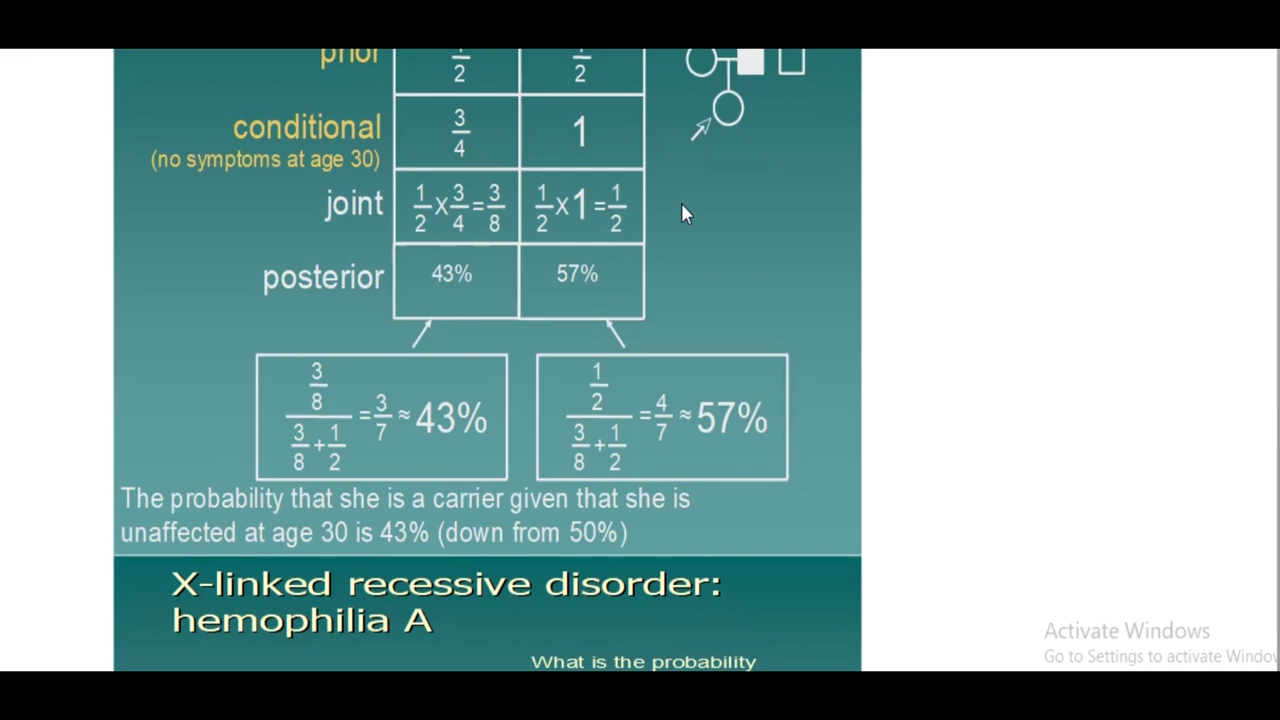 prior
1/2 1/2
conditional
3/4 1
(no symptoms at age 30)
joint
1/2 x 3/4 = 3/8 1/2 x 1 = 1/2
posterior 43% 57%
3/8 / (3/8 + 1/2) = 3/7 ≈ 43%
1/2 / (3/8 + 1/2) = 4/7 ≈ 57%
The probability that she is a carrier given that she is
unaffected at age 30 is 43% (down from 50%)
X-linked recessive disorder:
hemophilia A
What is the probability
Activate Windows
Go to Settings to activate